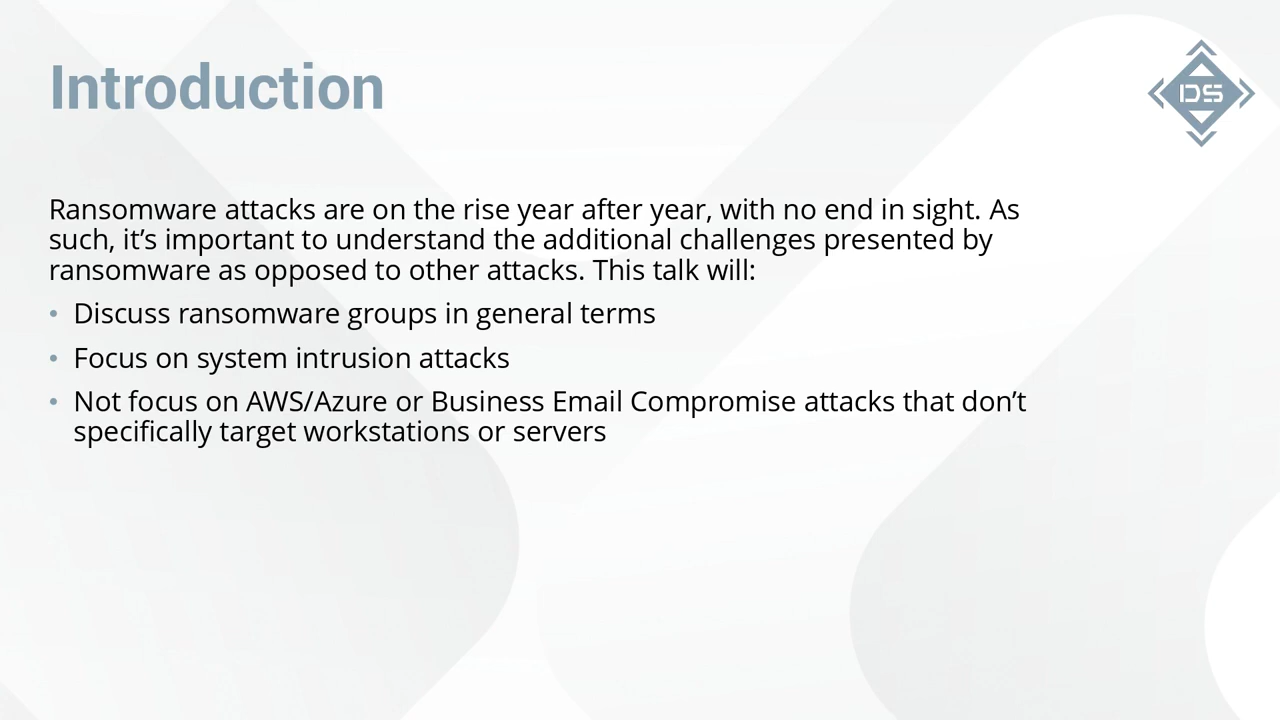 Introduction
DS
Ransomware attacks are on the rise year after year, with no end in sight. As
such, it’s important to understand the additional challenges presented by
ransomware as opposed to other attacks. This talk will:
• Discuss ransomware groups in general terms
• Focus on system intrusion attacks
• Not focus on AWS/Azure or Business Email Compromise attacks that don’t
specifically target workstations or servers